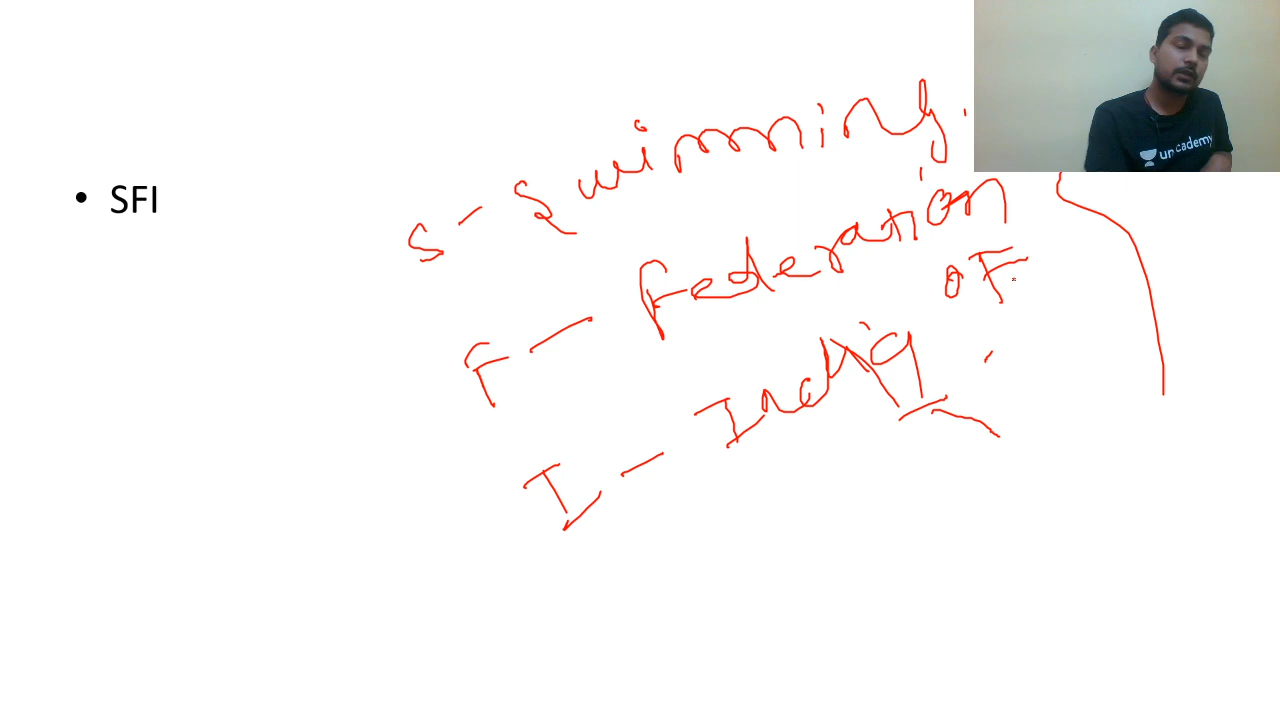 • SFI
S - Swimming.
F - Federation
OF
I - India
unacademy